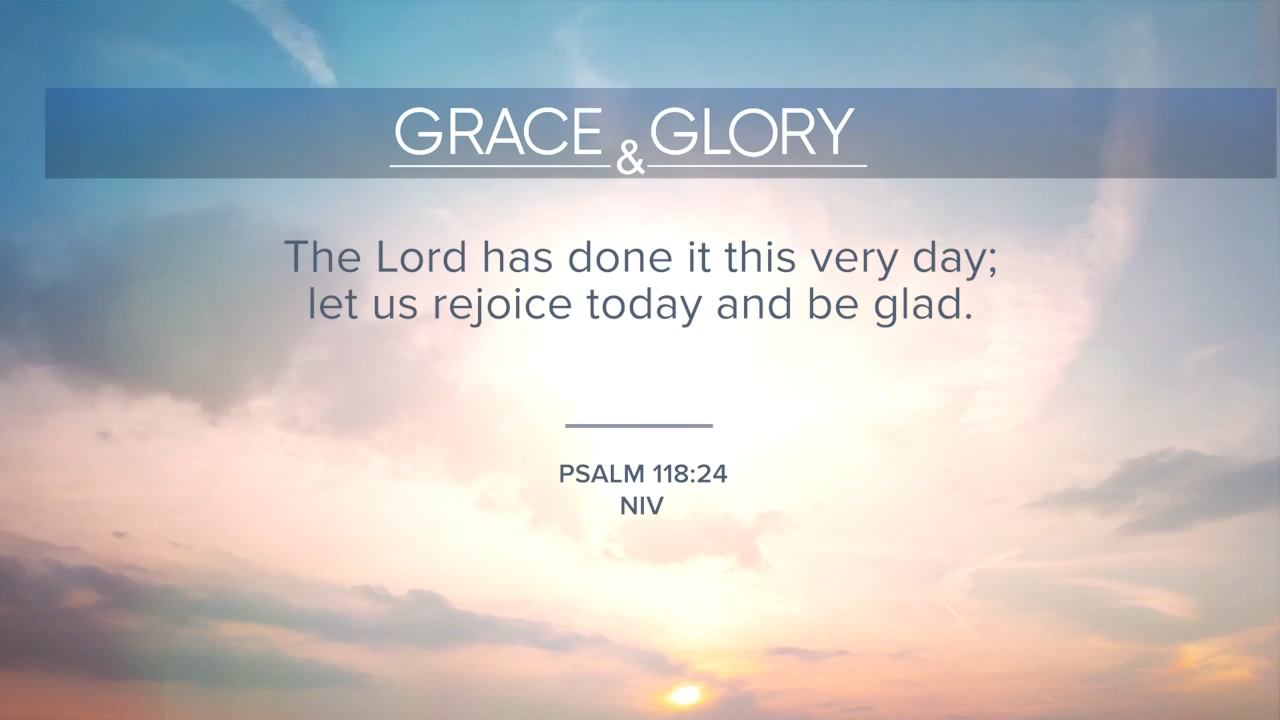 GRACE & GLORY
The Lord has done it this very day;
let us rejoice today and be glad.
PSALM 118:24
NIV